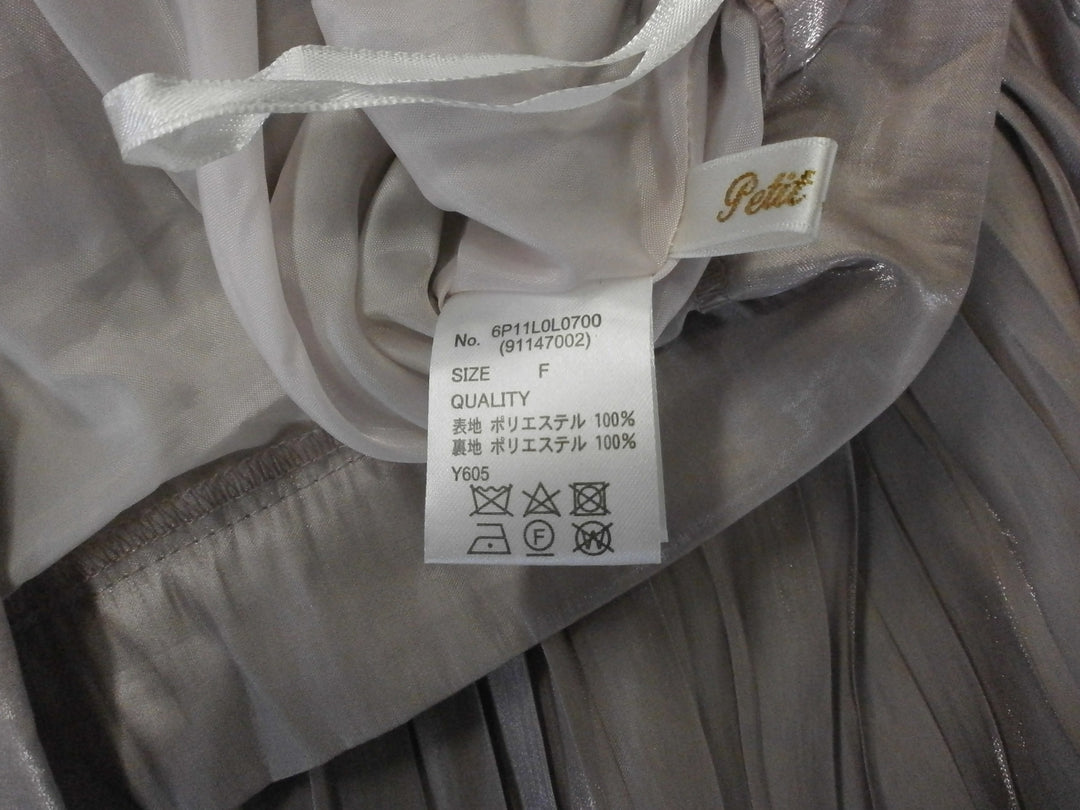 Petit
No. 6P11L0L0700
(91147002)
SIZE F
QUALITY
表地 ポリエステル 100%
裏地 ポリエステル 100%
Y605
F
W